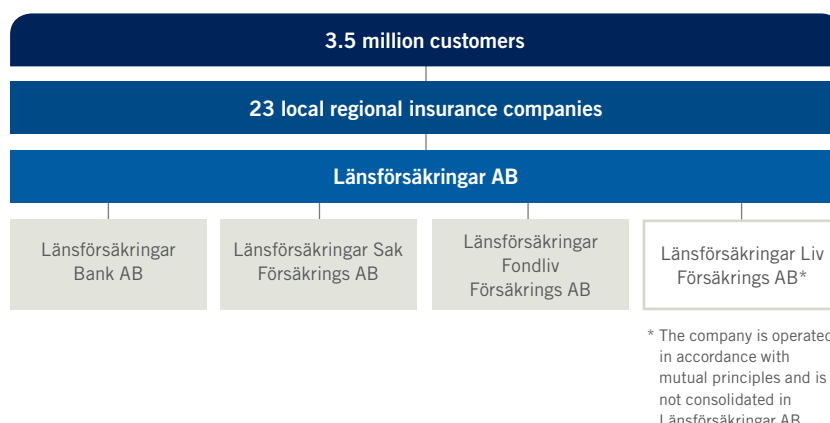 3.5 million customers
23 local regional insurance companies
Länsförsäkringar AB
Länsförsäkringar
Bank AB
Länsförsäkringar Sak
Försäkrings AB
Länsförsäkringar
Fondliv
Försäkrings AB
Länsförsäkringar Liv
Försäkrings AB*
* The company is operated
in accordance with
mutual principles and is
not consolidated in
Länsförsäkringar AB